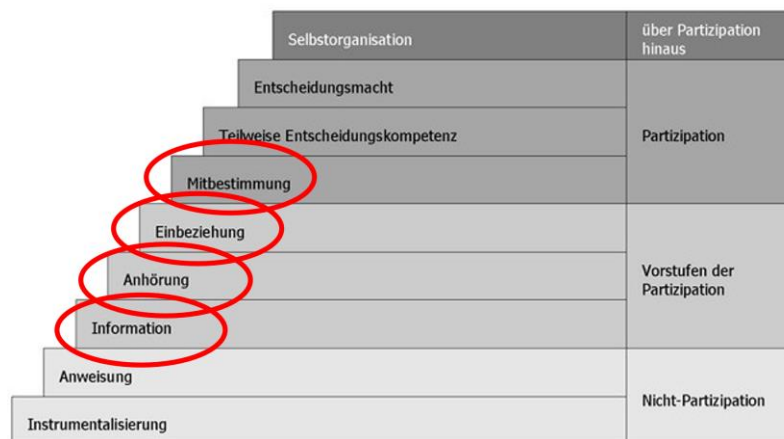 Selbstorganisation
über Partizipation
hinaus
Entscheidungsmacht
Teilweise Entscheidungskompetenz
Partizipation
Mitbestimmung
Einbeziehung
Anhörung
Vorstufen der
Partizipation
Information
Anweisung
Nicht-Partizipation
Instrumentalisierung